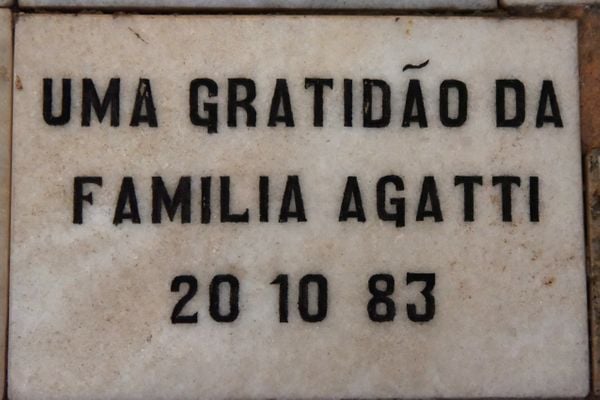 UMA GRATIDÃO DA
FAMILIA AGATTI
20 10 83